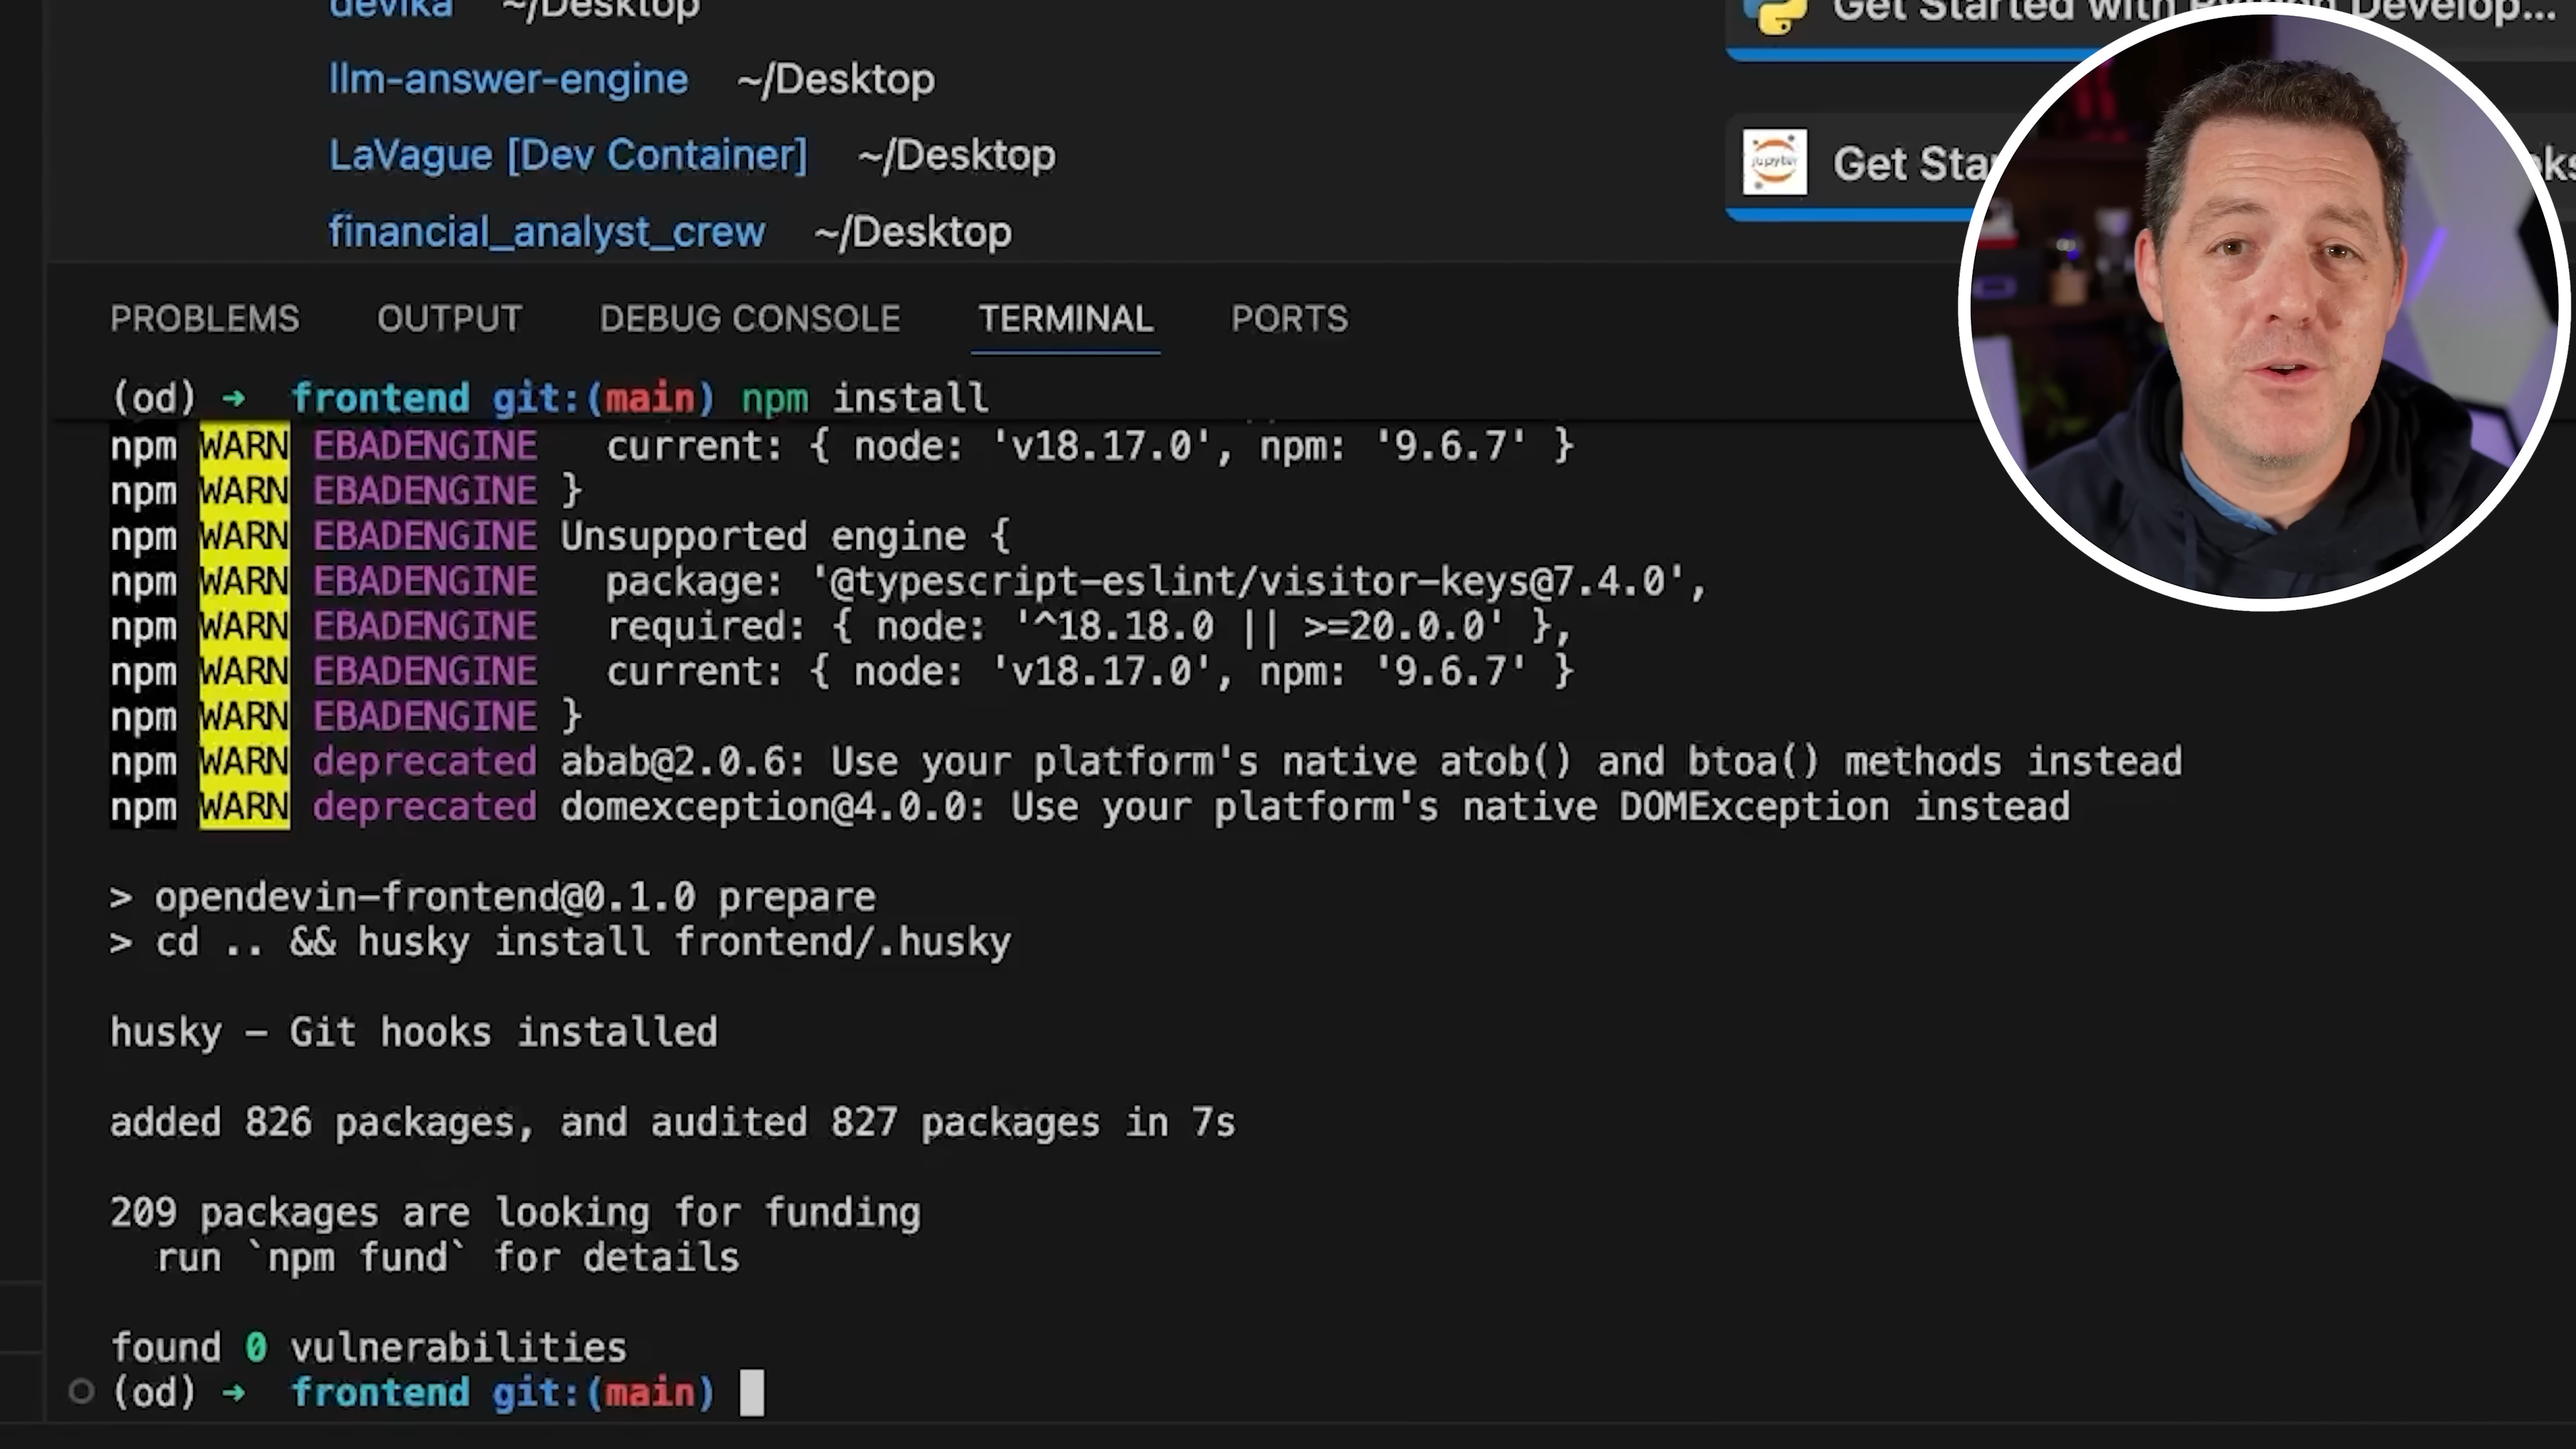 devika ~/Desktop
Get Started with Python Develop...
llm-answer-engine ~/Desktop
LaVague [Dev Container] ~/Desktop
Get Sta
financial_analyst_crew ~/Desktop
PROBLEMS OUTPUT DEBUG CONSOLE TERMINAL PORTS
(od) → frontend git:(main) npm install
npm WARN EBADENGINE   current: { node: 'v18.17.0', npm: '9.6.7' }
npm WARN EBADENGINE }
npm WARN EBADENGINE Unsupported engine {
npm WARN EBADENGINE   package: '@typescript-eslint/visitor-keys@7.4.0',
npm WARN EBADENGINE   required: { node: '^18.18.0 || >=20.0.0' },
npm WARN EBADENGINE   current: { node: 'v18.17.0', npm: '9.6.7' }
npm WARN EBADENGINE }
npm WARN deprecated abab@2.0.6: Use your platform's native atob() and btoa() methods instead
npm WARN deprecated domexception@4.0.0: Use your platform's native DOMException instead
> opendevin-frontend@0.1.0 prepare
> cd .. && husky install frontend/.husky
husky - Git hooks installed
added 826 packages, and audited 827 packages in 7s
209 packages are looking for funding
  run `npm fund` for details
found 0 vulnerabilities
(od) → frontend git:(main)